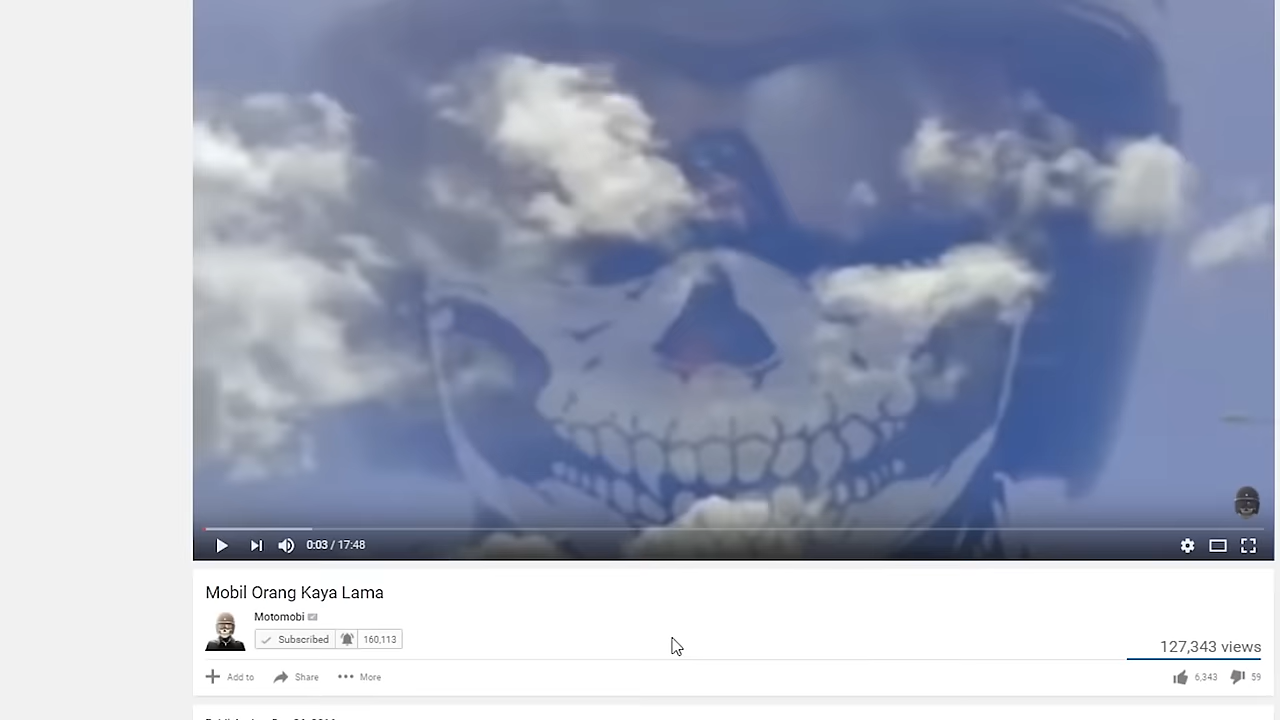 0:03 / 17:48
Mobil Orang Kaya Lama
Motomobi
Subscribed 160,113
127,343 views
Add to Share More 6,343 59